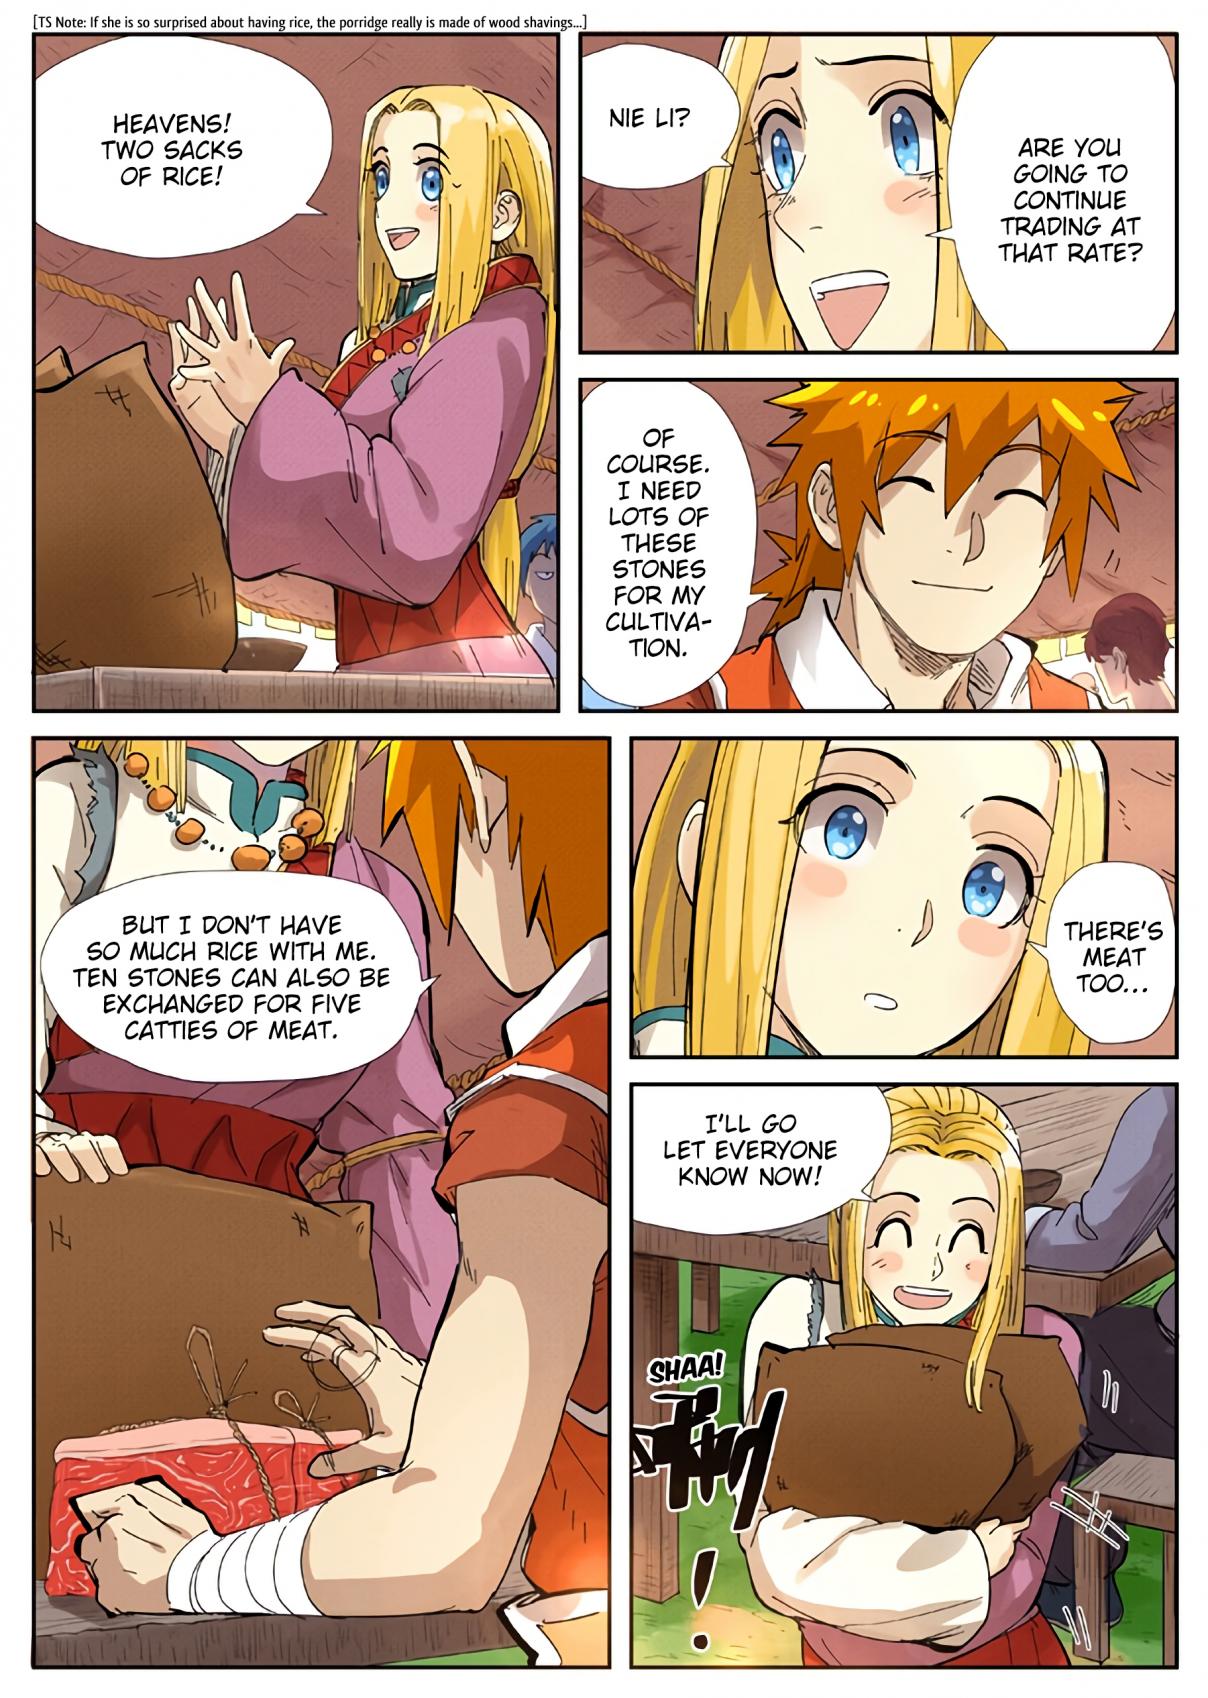 [TS Note: If she is so surprised about having rice, the porridge really is made of wood shavings...]
HEAVENS!
TWO SACKS
OF RICE!
NIE LI?
ARE YOU
GOING TO
CONTINUE
TRADING AT
THAT RATE?
OF
COURSE.
I NEED
LOTS OF
THESE
STONES
FOR MY
CULTIVA-
TION.
BUT I DON'T HAVE
SO MUCH RICE WITH ME.
TEN STONES CAN ALSO BE
EXCHANGED FOR FIVE
CATTIES OF MEAT.
THERE'S
MEAT
TOO...
I'LL GO
LET EVERYONE
KNOW NOW!
SHAA!